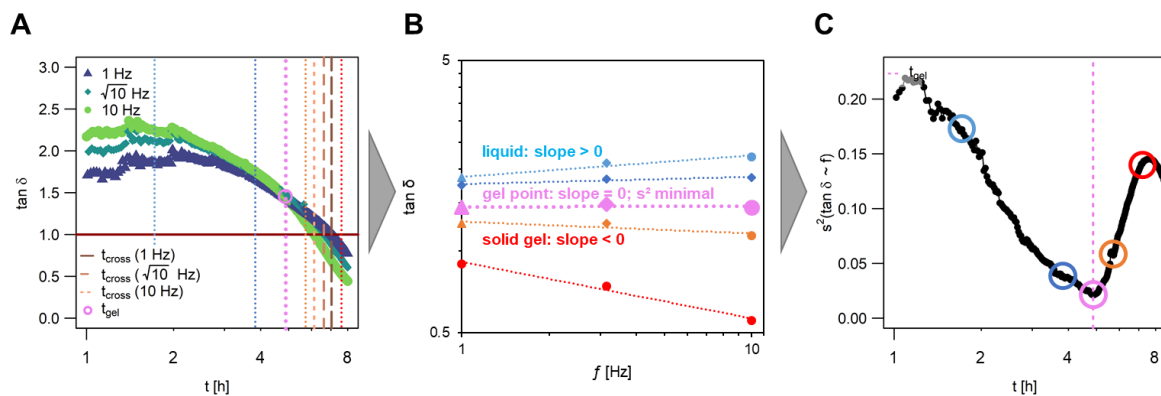 A
tan δ
3.0
2.5
2.0
1.5
1.0
0.5
0.0
1 Hz
√10 Hz
10 Hz
t_cross (1 Hz)
t_cross (√10 Hz)
t_cross (10 Hz)
t_gel
1 2 4 8
t [h]
B
tan δ
5
0.5
liquid: slope > 0
gel point: slope = 0; s² minimal
solid gel: slope < 0
1 10
f [Hz]
C
s²(tan δ ~ f)
t_gel
0.20
0.15
0.10
0.05
0.00
1 2 4 8
t [h]